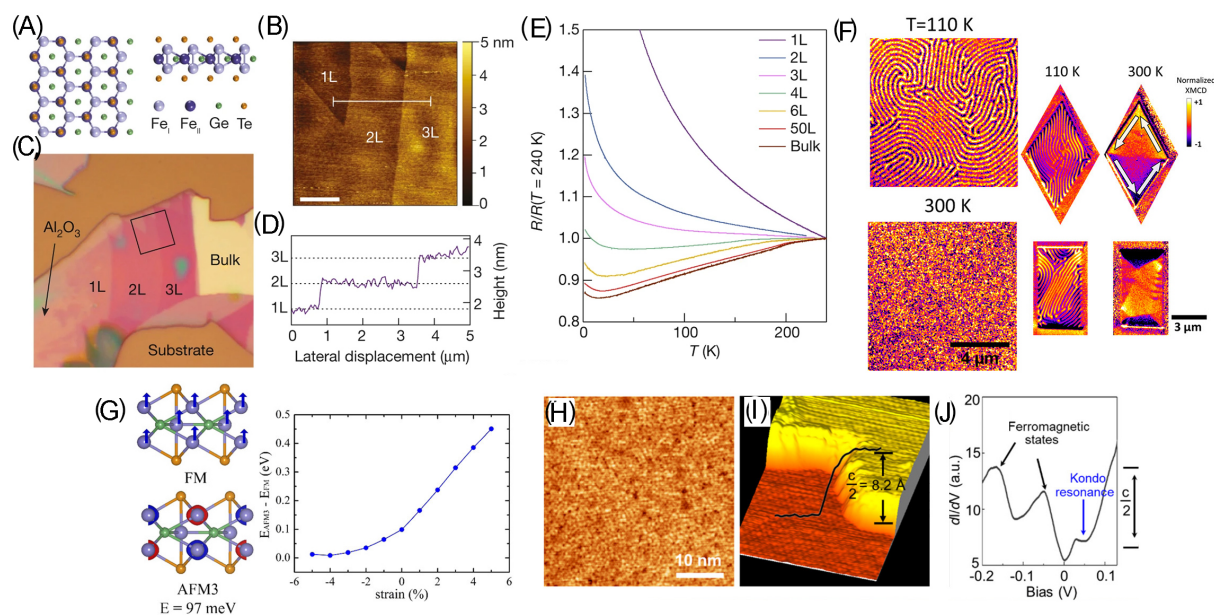 (A)
Fe_I Fe_II Ge Te
(B)
1L
2L
3L
5 nm
4
3
2
1
0
(C)
Al₂O₃
1L 2L 3L
Bulk
Substrate
(D)
3L
2L
1L
4
3
2
Height (nm)
0 1 2 3 4 5
Lateral displacement (μm)
(E)
1.5
1.4
1.3
1.2
1.1
1.0
0.9
0.8
R/R(T = 240 K)
0 100 200
T (K)
1L
2L
3L
4L
6L
50L
Bulk
(F)
T=110 K
300 K
4 μm
110 K
300 K
Normalized
XMCD
+1
-1
3 μm
(G)
FM
AFM3
E = 97 meV
0.5
0.4
0.3
0.2
0.1
0.0
E_AFM3 - E_FM (eV)
-6 -4 -2 0 2 4 6
strain (%)
(H)
10 nm
(I)
c/2 = 8.2 Å
(J)
Ferromagnetic
states
Kondo
resonance
c/2
20
15
10
5
dI/dV (a.u.)
-0.2 -0.1 0 0.1
Bias (V)